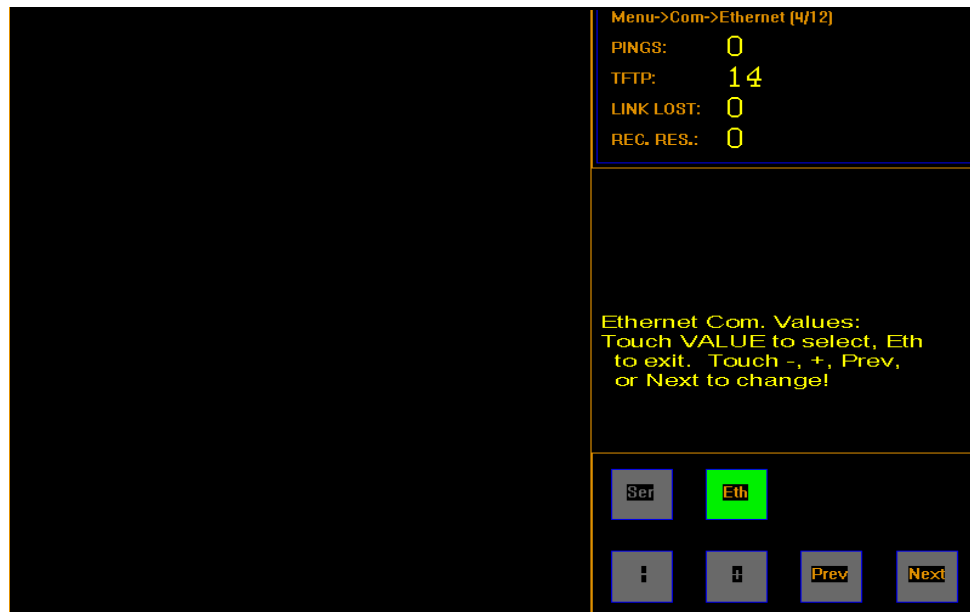 Menu->Com->Ethernet (4/12)
PINGS: 0
TFTP: 14
LINK LOST: 0
REC. RES.: 0
Ethernet Com. Values:
Touch VALUE to select, Eth
to exit. Touch -, +, Prev,
or Next to change!
Ser Eth
- + Prev Next